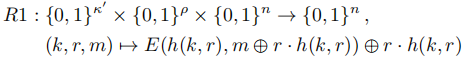 R1 : {0, 1}^{κ′} × {0, 1}^{ρ} × {0, 1}^{n} → {0, 1}^{n} ,
(k, r, m) ↦ E(h(k, r), m ⊕ r · h(k, r)) ⊕ r · h(k, r)